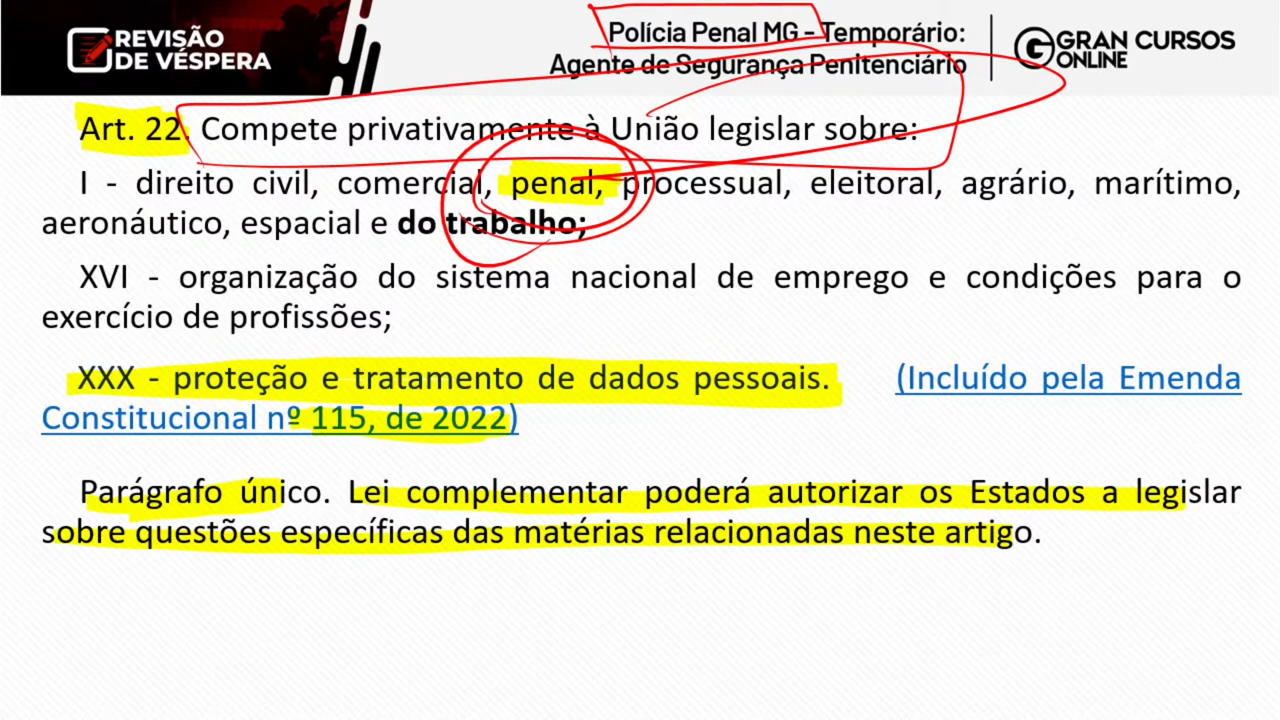 REVISÃO
DE VÉSPERA
Polícia Penal MG - Temporário:
Agente de Segurança Penitenciário
GRAN CURSOS
ONLINE
Art. 22. Compete privativamente à União legislar sobre:
I - direito civil, comercial, penal, processual, eleitoral, agrário, marítimo,
aeronáutico, espacial e do trabalho;
XVI - organização do sistema nacional de emprego e condições para o
exercício de profissões;
XXX - proteção e tratamento de dados pessoais. (Incluído pela Emenda
Constitucional nº 115, de 2022)
Parágrafo único. Lei complementar poderá autorizar os Estados a legislar
sobre questões específicas das matérias relacionadas neste artigo.